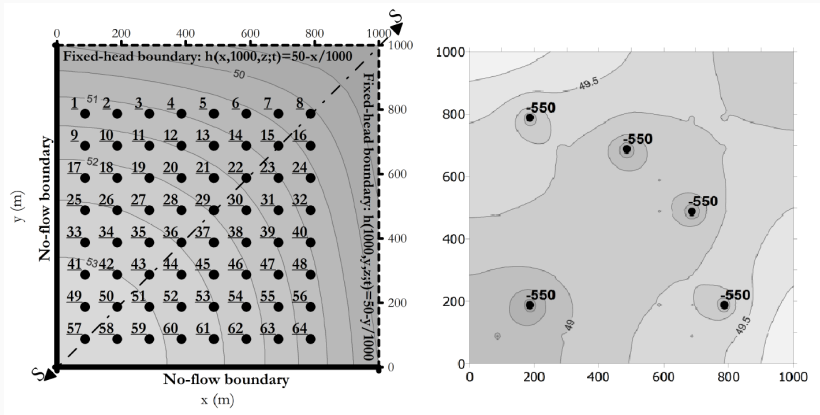 0 200 400 600 800 1000
S
Fixed-head boundary: h(x,1000,z;t)=50-x/1000
50
51
1 2 3 4 5 6 7 8
9 10 11 12 13 14 15 16
52
17 18 19 20 21 22 23 24
25 26 27 28 29 30 31 32
33 34 35 36 37 38 39 40
53
41 42 43 44 45 46 47 48
49 50 51 52 53 54 55 56
57 58 59 60 61 62 63 64
Fixed-head boundary: h(1000,y,z;t)=50-y/1000
1000
800
600
400
200
0
No-flow boundary
y (m)
S
No-flow boundary
x (m)
1000
800
600
400
200
0
49.5
-550
-550
-550
-550
-550
49
49.5
0 200 400 600 800 1000